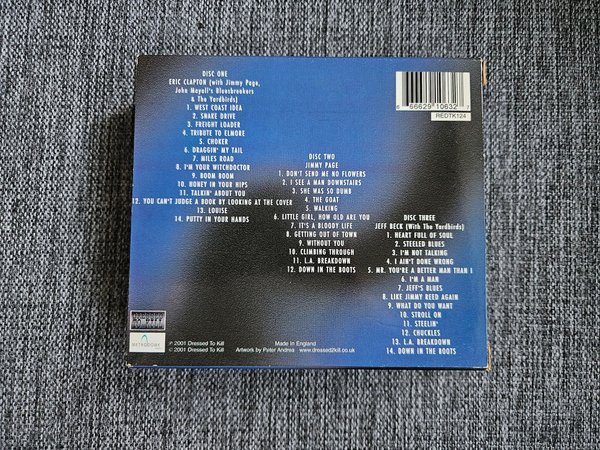 DISC ONE
ERIC CLAPTON (with Jimmy Page,
John Mayall's Bluesbreakers
& The Yardbirds)
1. WEST COAST IDEA
2. SNAKE DRIVE
3. FREIGHT LOADER
4. TRIBUTE TO ELMORE
5. CHOKER
6. DRAGGIN' MY TAIL
7. MILES ROAD
8. I'M YOUR WITCHDOCTOR
9. BOOM BOOM
10. HONEY IN YOUR HIPS
11. TALKIN' ABOUT YOU
12. YOU CAN'T JUDGE A BOOK BY LOOKING AT THE COVER
13. LOUISE
14. PUTTY IN YOUR HANDS
DISC TWO
JIMMY PAGE
1. DON'T SEND ME NO FLOWERS
2. I SEE A MAN DOWNSTAIRS
3. SHE WAS SO DUMB
4. THE GOAT
5. WALKING
6. LITTLE GIRL, HOW OLD ARE YOU
7. IT'S A BLOODY LIFE
8. GETTING OUT OF TOWN
9. WITHOUT YOU
10. CLIMBING THROUGH
11. L.A. BREAKDOWN
12. DOWN IN THE BOOTS
DISC THREE
JEFF BECK (With The Yardbirds)
1. HEART FULL OF SOUL
2. STEELED BLUES
3. I'M NOT TALKING
4. I AIN'T DONE WRONG
5. MR. YOU'RE A BETTER MAN THAN I
6. I'M A MAN
7. JEFF'S BLUES
8. LIKE JIMMY REED AGAIN
9. WHAT DO YOU WANT
10. STROLL ON
11. STEELIN'
12. CHUCKLES
13. L.A. BREAKDOWN
14. DOWN IN THE BOOTS
6 66629 10632 7
REDTK124
METRODOME
℗ 2001 Dressed To Kill
© 2001 Dressed To Kill
Made in England
Artwork by Peter Andrea
www.dressed2kill.co.uk